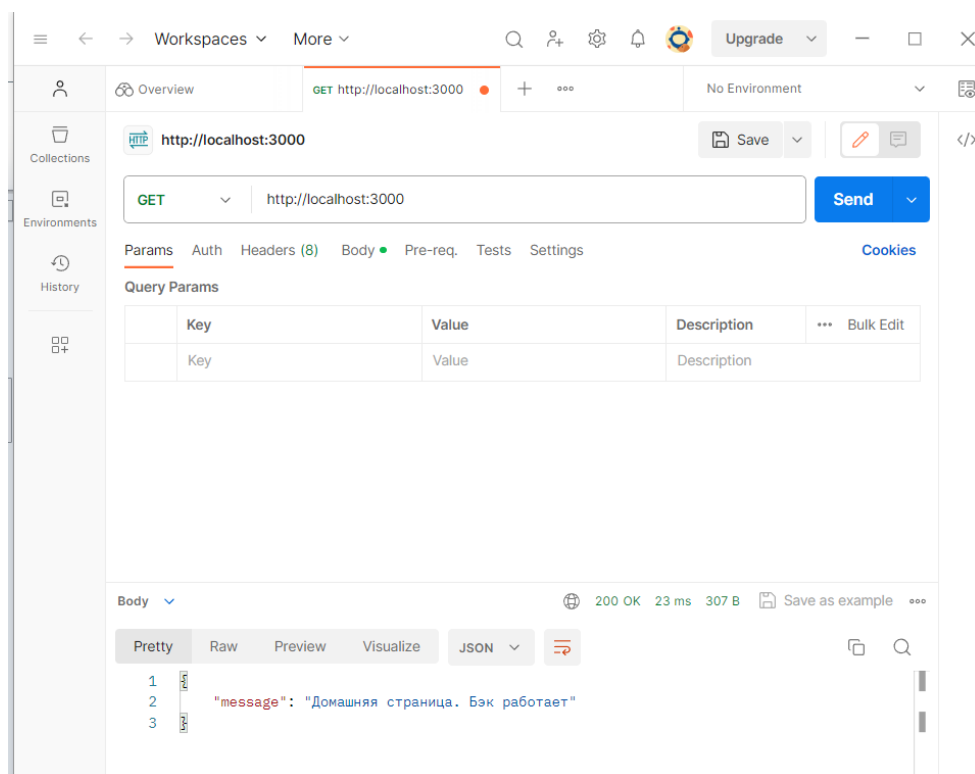 Workspaces More Upgrade
Overview GET http://localhost:3000 No Environment
HTTP http://localhost:3000 Save
Collections
GET http://localhost:3000 Send
Environments
Params Auth Headers (8) Body Pre-req. Tests Settings Cookies
History
Query Params
Key Value Description Bulk Edit
Key Value Description
Body 200 OK 23 ms 307 B Save as example
Pretty Raw Preview Visualize JSON
1 {
2 "message": "Домашняя страница. Бэк работает"
3 }